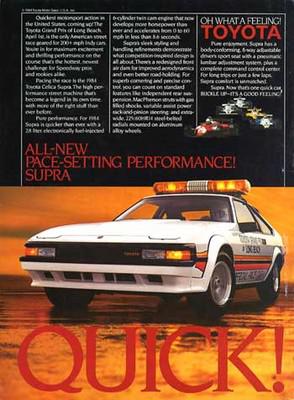 Quickest motorsport action in
the United States, coming up! The
Toyota Grand Prix of Long Beach,
April 1st, is the only American street
race geared for 200+ mph Indy cars.
You're in for maximum excitement
and thrilling performance on the
course that's the hottest, newest
challenge for Speedway pros
and rookies alike.
Pacing the race is the 1984
Toyota Celica Supra. The high
performance street machine that's
become a legend in its own time
with more of the right stuff than
ever before.
Pure performance. For 1984
Supra is quicker than ever with a
2.8 liter electronically fuel-injected
6-cylinder twin cam engine that now
develops more horsepower than
ever and accelerates from 0 to 60
mph in less than 8.8 seconds.
Supra's sleek styling and
handling refinements demonstrate
what competition-inspired design is
all about. There's a redesigned front
air dam for improved aerodynamics
and even better road-holding. For
superb cornering and precise con-
trol, you can count on standard
features like independent rear sus-
pension, MacPherson struts with gas
filled shocks, variable assist power
rack-and-pinion steering, and extra-
wide, 225/60HR14 steel-belted
radials mounted on aluminum
alloy wheels.
OH WHAT A FEELING!
TOYOTA
Pure enjoyment. Supra has a
body-conforming, 8-way adjustable
drivers sport seat with a pneumatic
lumbar adjustment system, plus a
complete command control center.
For long trips or just a few laps,
Supra comfort is unmatched.
Supra. Now that's one quick car.
BUCKLE UP—IT'S A GOOD FEELING!
ALL-NEW
PACE-SETTING PERFORMANCE!
SUPRA
TOYOTA
QUICK!